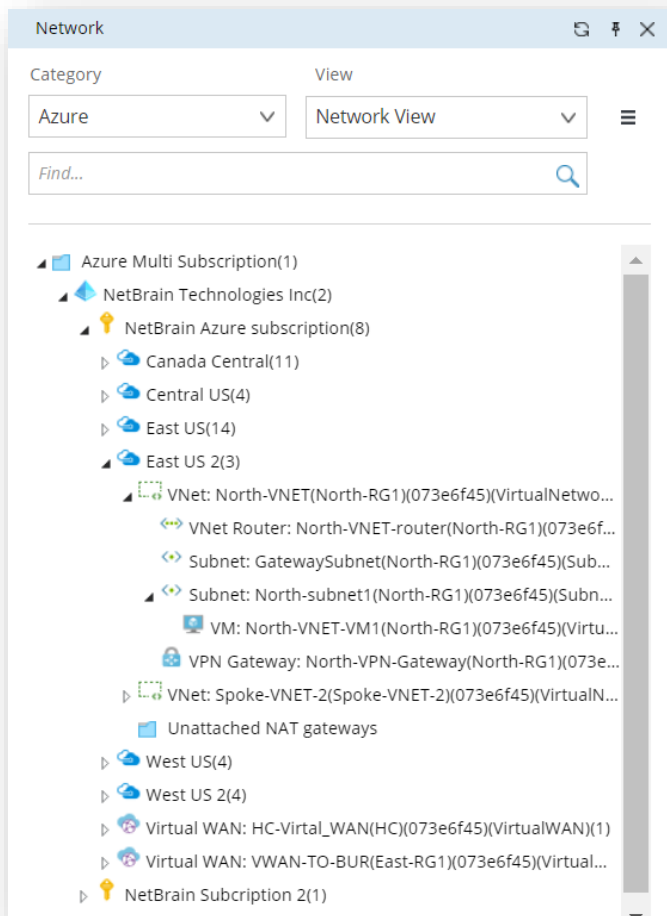 Network
Category View
Azure Network View
Find...
Azure Multi Subscription(1)
NetBrain Technologies Inc(2)
NetBrain Azure subscription(8)
Canada Central(11)
Central US(4)
East US(14)
East US 2(3)
VNet: North-VNET(North-RG1)(073e6f45)(VirtualNetwo...
VNet Router: North-VNET-router(North-RG1)(073e6f...
Subnet: GatewaySubnet(North-RG1)(073e6f45)(Sub...
Subnet: North-subnet1(North-RG1)(073e6f45)(Subn...
VM: North-VNET-VM1(North-RG1)(073e6f45)(Virtu...
VPN Gateway: North-VPN-Gateway(North-RG1)(073e...
VNet: Spoke-VNET-2(Spoke-VNET-2)(073e6f45)(VirtualN...
Unattached NAT gateways
West US(4)
West US 2(4)
Virtual WAN: HC-Virtal_WAN(HC)(073e6f45)(VirtualWAN)(1)
Virtual WAN: VWAN-TO-BUR(East-RG1)(073e6f45)(Virtual...
NetBrain Subcription 2(1)